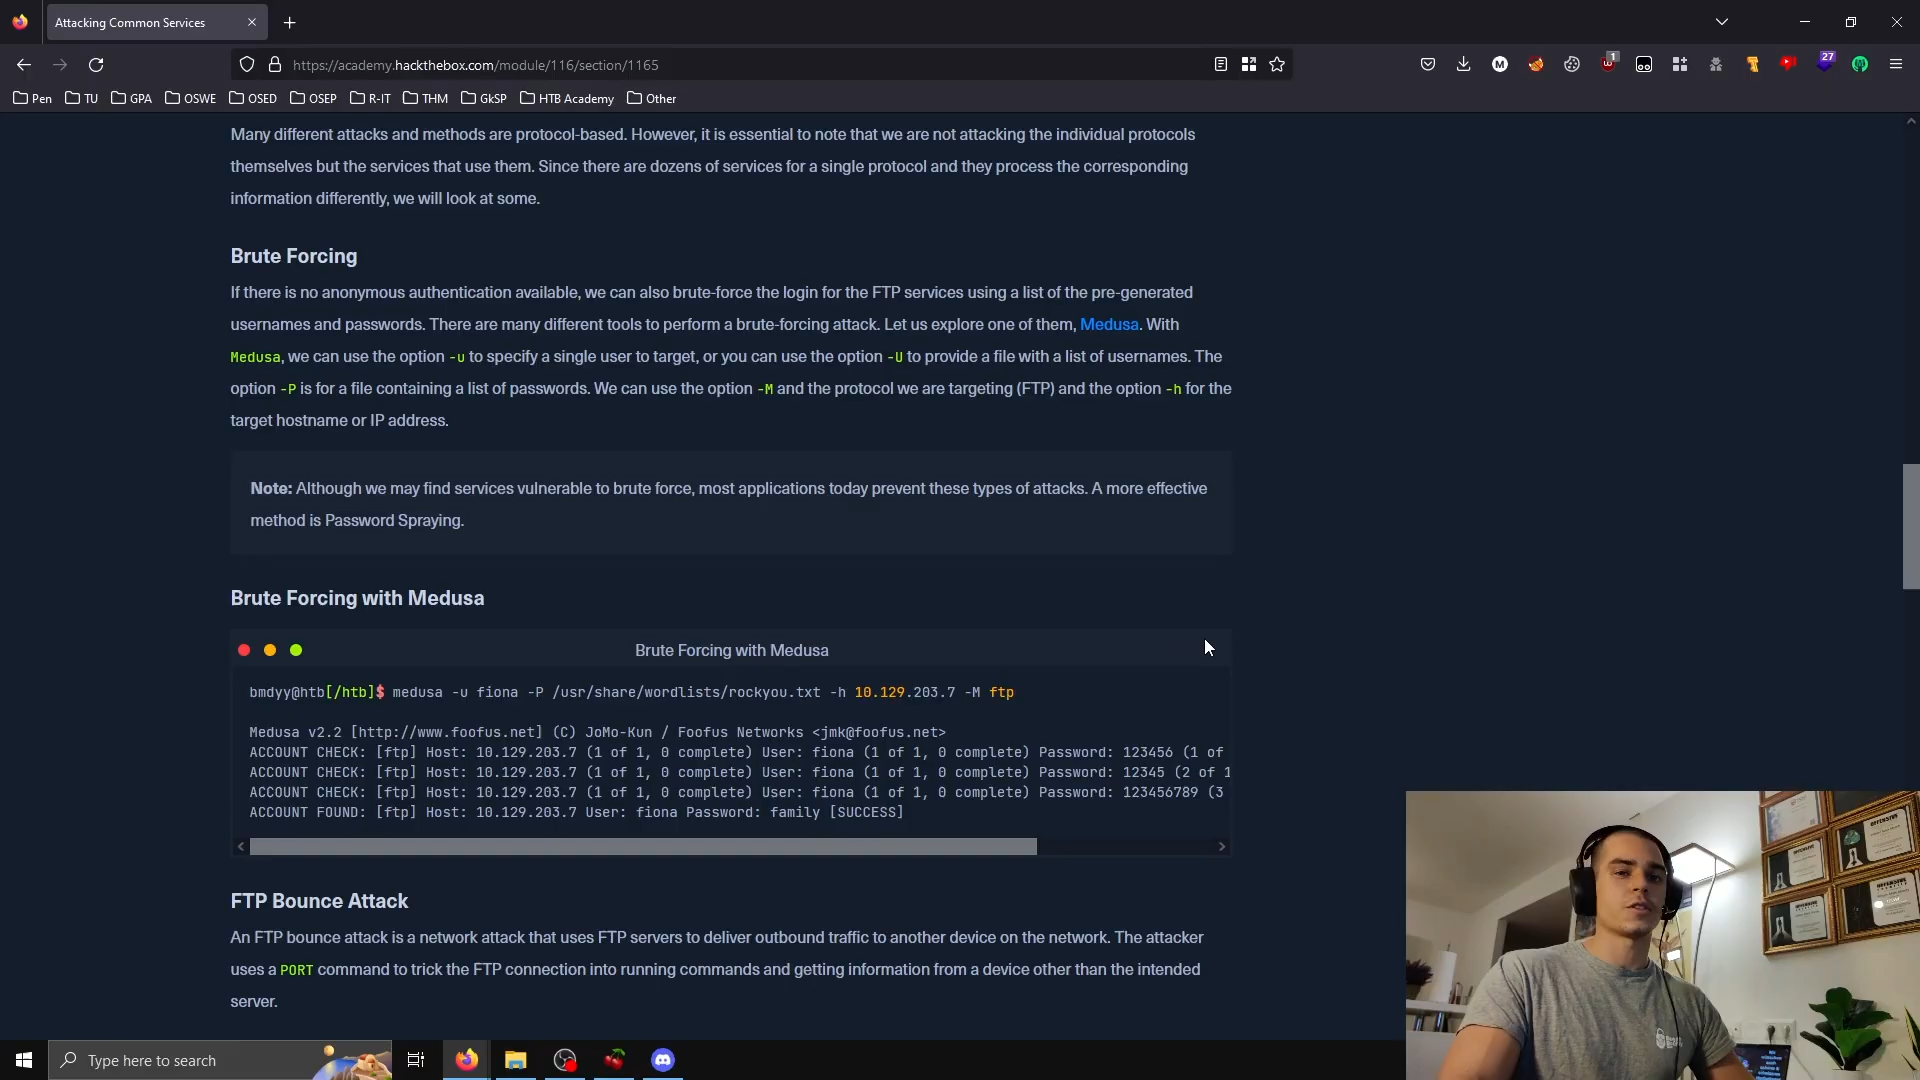 Attacking Common Services
https://academy.hackthebox.com/module/116/section/1165
1
27
Pen
TU
GPA
OSWE
OSED
OSEP
R-IT
THM
GkSP
HTB Academy
Other
Many different attacks and methods are protocol-based. However, it is essential to note that we are not attacking the individual protocols
themselves but the services that use them. Since there are dozens of services for a single protocol and they process the corresponding
information differently, we will look at some.
Brute Forcing
If there is no anonymous authentication available, we can also brute-force the login for the FTP services using a list of the pre-generated
usernames and passwords. There are many different tools to perform a brute-forcing attack. Let us explore one of them, Medusa. With
Medusa, we can use the option -u to specify a single user to target, or you can use the option -U to provide a file with a list of usernames. The
option -P is for a file containing a list of passwords. We can use the option -M and the protocol we are targeting (FTP) and the option -h for the
target hostname or IP address.
Note: Although we may find services vulnerable to brute force, most applications today prevent these types of attacks. A more effective
method is Password Spraying.
Brute Forcing with Medusa
Brute Forcing with Medusa
bmdyy@htb[/htb]$ medusa -u fiona -P /usr/share/wordlists/rockyou.txt -h 10.129.203.7 -M ftp
Medusa v2.2 [http://www.foofus.net] (C) JoMo-Kun / Foofus Networks <jmk@foofus.net>
ACCOUNT CHECK: [ftp] Host: 10.129.203.7 (1 of 1, 0 complete) User: fiona (1 of 1, 0 complete) Password: 123456 (1 of
ACCOUNT CHECK: [ftp] Host: 10.129.203.7 (1 of 1, 0 complete) User: fiona (1 of 1, 0 complete) Password: 12345 (2 of 1
ACCOUNT CHECK: [ftp] Host: 10.129.203.7 (1 of 1, 0 complete) User: fiona (1 of 1, 0 complete) Password: 123456789 (3
ACCOUNT FOUND: [ftp] Host: 10.129.203.7 User: fiona Password: family [SUCCESS]
FTP Bounce Attack
An FTP bounce attack is a network attack that uses FTP servers to deliver outbound traffic to another device on the network. The attacker
uses a PORT command to trick the FTP connection into running commands and getting information from a device other than the intended
server.
Type here to search